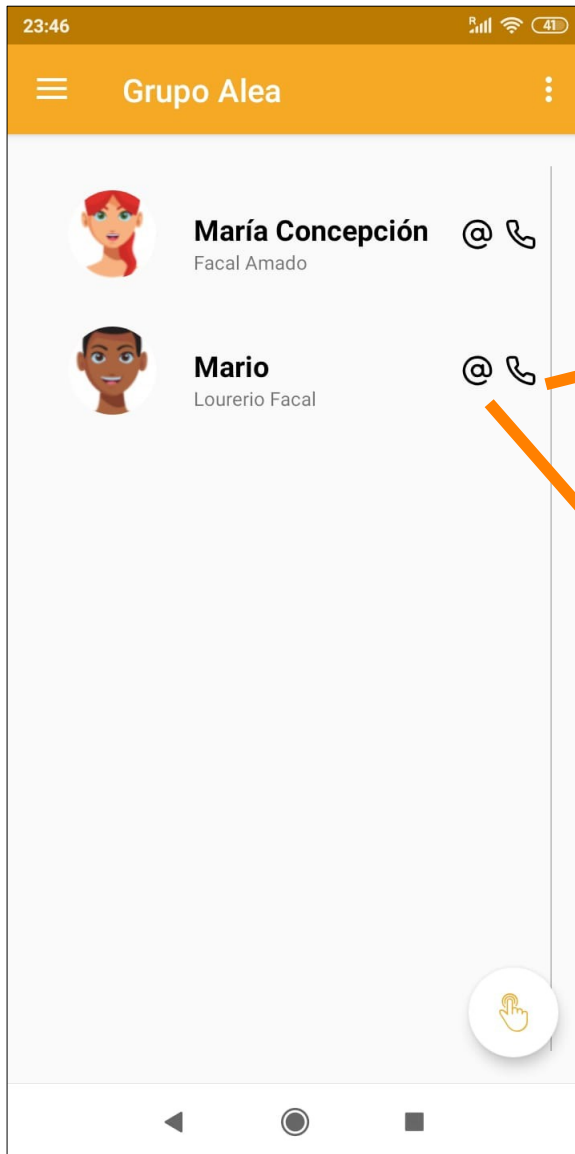 23:46
R 41
Grupo Alea
María Concepción
Facal Amado
@
Mario
Lourerio Facal
@